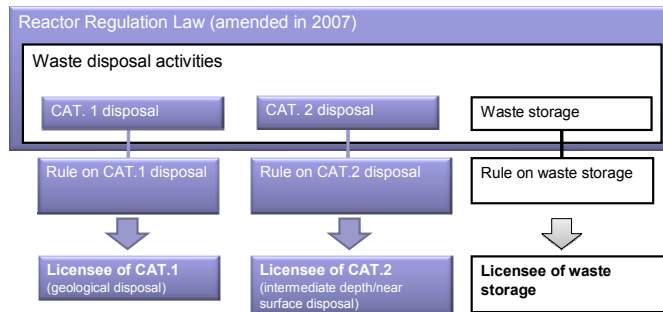 Reactor Regulation Law (amended in 2007)
Waste disposal activities
CAT. 1 disposal
CAT. 2 disposal
Waste storage
Rule on CAT.1 disposal
Rule on CAT.2 disposal
Rule on waste storage
Licensee of CAT.1
(geological disposal)
Licensee of CAT.2
(intermediate depth/near
surface disposal)
Licensee of waste
storage